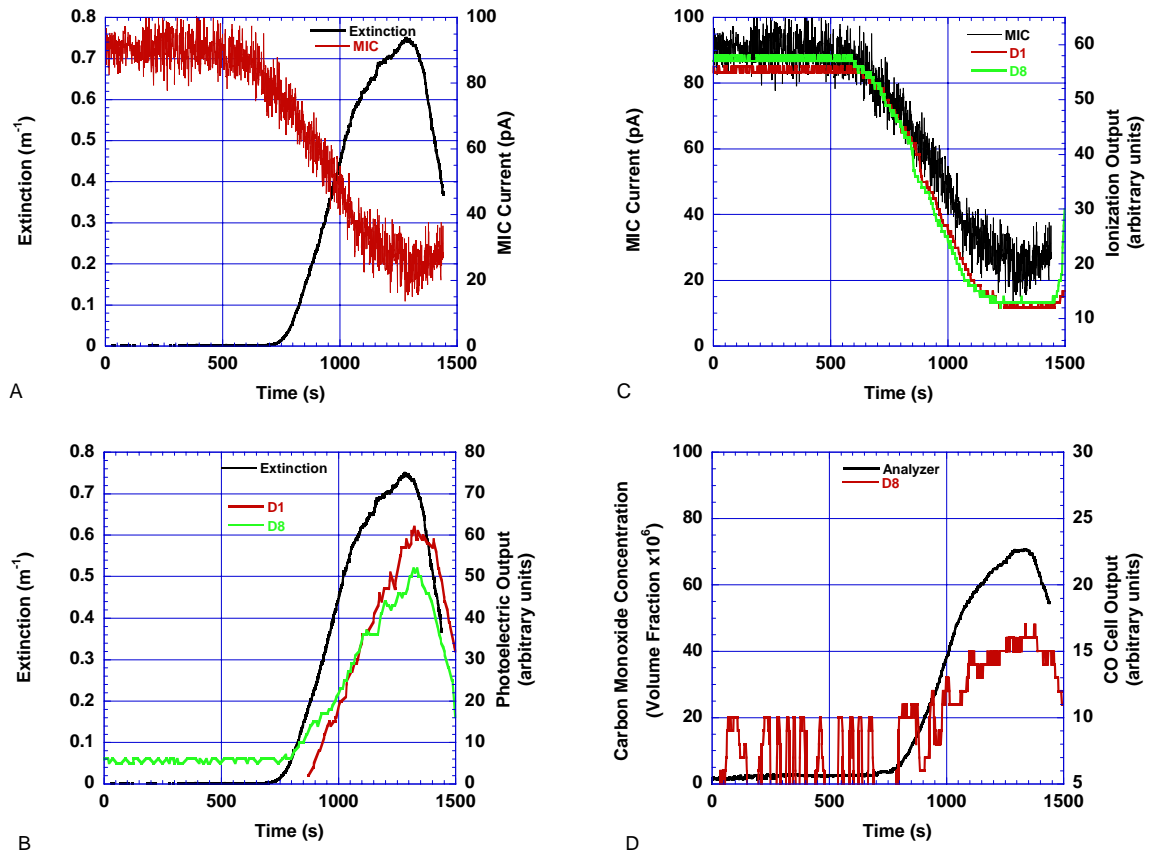 0.8
0.7
0.6
0.5
0.4
0.3
0.2
0.1
0
Extinction (m-1)
100
80
60
40
20
0
MIC Current (pA)
Extinction
MIC
0
500
1000
1500
Time (s)
A
0.8
0.7
0.6
0.5
0.4
0.3
0.2
0.1
0
Extinction (m-1)
80
70
60
50
40
30
20
10
0
Photoelectric Output
(arbitrary units)
Extinction
D1
D8
0
500
1000
1500
Time (s)
B
100
80
60
40
20
0
MIC Current (pA)
60
50
40
30
20
10
Ionization Output
(arbitrary units)
MIC
D1
D8
0
500
1000
1500
Time (s)
C
100
80
60
40
20
0
Carbon Monoxide Concentration
(Volume Fraction x106)
30
25
20
15
10
5
CO Cell Output
(arbitrary units)
Analyzer
D8
0
500
1000
1500
Time (s)
D